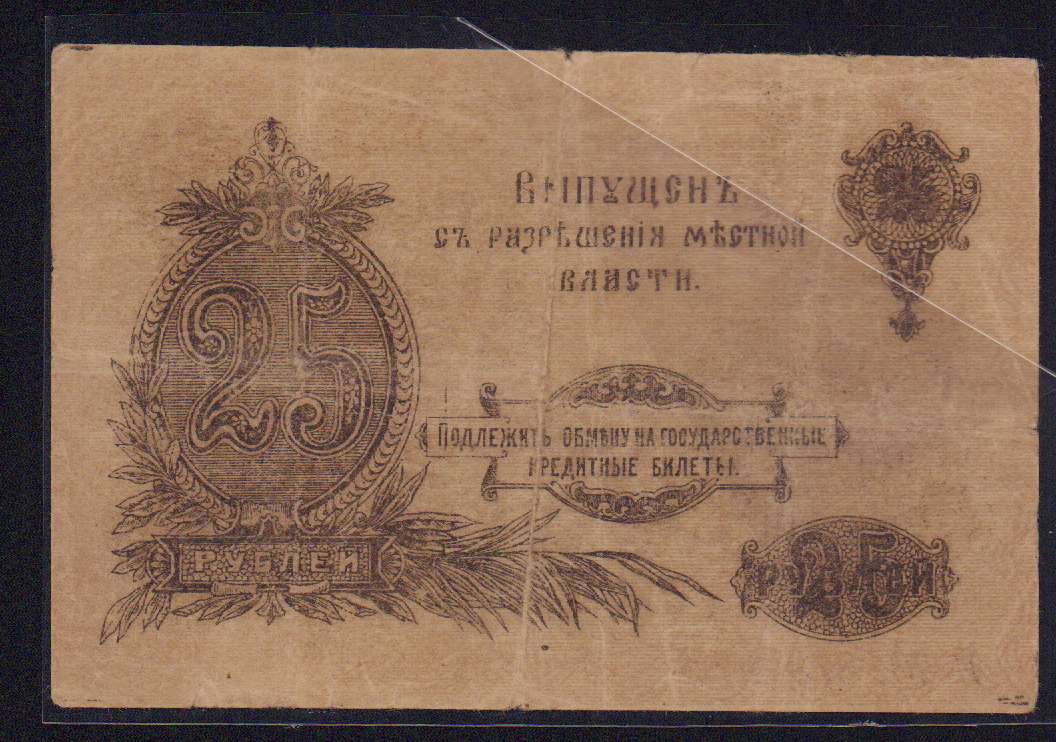 25
РУБЛЕЙ
ВЫПУЩЕНЪ
СЪ РАЗРѢШЕНІЯ МѢСТНОЙ
ВЛАСТИ.
ПОДЛЕЖИТЪ ОБМѢНУ НА ГОСУДАРСТВЕННЫЕ
КРЕДИТНЫЕ БИЛЕТЫ.
25
РУБЛЕЙ